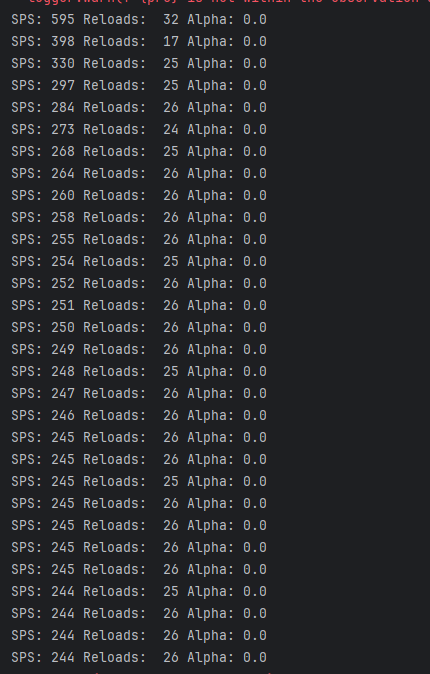 logger.warn(f"{pre} is not within the observation
SPS: 595 Reloads:  32 Alpha: 0.0
SPS: 398 Reloads:  17 Alpha: 0.0
SPS: 330 Reloads:  25 Alpha: 0.0
SPS: 297 Reloads:  25 Alpha: 0.0
SPS: 284 Reloads:  26 Alpha: 0.0
SPS: 273 Reloads:  24 Alpha: 0.0
SPS: 268 Reloads:  25 Alpha: 0.0
SPS: 264 Reloads:  26 Alpha: 0.0
SPS: 260 Reloads:  26 Alpha: 0.0
SPS: 258 Reloads:  26 Alpha: 0.0
SPS: 255 Reloads:  26 Alpha: 0.0
SPS: 254 Reloads:  25 Alpha: 0.0
SPS: 252 Reloads:  26 Alpha: 0.0
SPS: 251 Reloads:  26 Alpha: 0.0
SPS: 250 Reloads:  26 Alpha: 0.0
SPS: 249 Reloads:  26 Alpha: 0.0
SPS: 248 Reloads:  25 Alpha: 0.0
SPS: 247 Reloads:  26 Alpha: 0.0
SPS: 246 Reloads:  26 Alpha: 0.0
SPS: 245 Reloads:  26 Alpha: 0.0
SPS: 245 Reloads:  26 Alpha: 0.0
SPS: 245 Reloads:  25 Alpha: 0.0
SPS: 245 Reloads:  26 Alpha: 0.0
SPS: 245 Reloads:  26 Alpha: 0.0
SPS: 245 Reloads:  26 Alpha: 0.0
SPS: 245 Reloads:  26 Alpha: 0.0
SPS: 244 Reloads:  25 Alpha: 0.0
SPS: 244 Reloads:  26 Alpha: 0.0
SPS: 244 Reloads:  26 Alpha: 0.0
SPS: 244 Reloads:  26 Alpha: 0.0